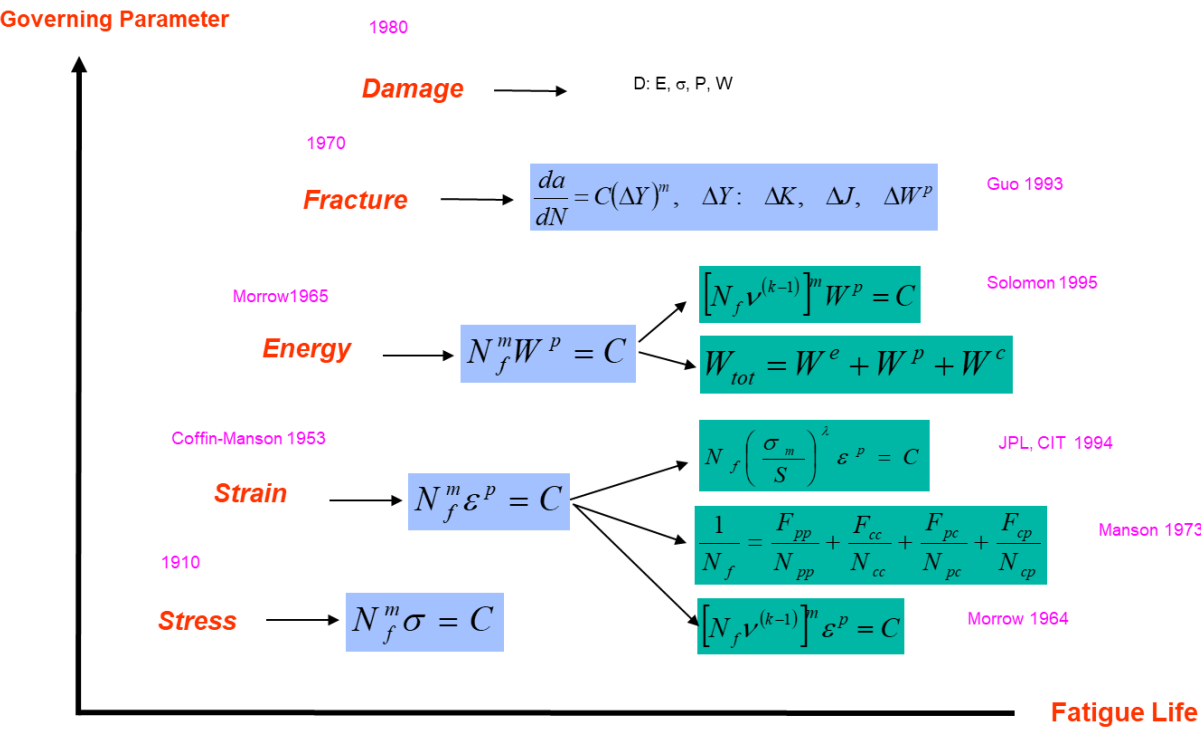 Governing Parameter
1980
Damage
D: E, σ, P, W
1970
Fracture
da/dN = C(ΔY)^m, ΔY: ΔK, ΔJ, ΔW^p
Guo 1993
Morrow1965
Energy
N_f^m W^p = C
[N_f ν^(k-1)]^m W^p = C
Solomon 1995
W_tot = W^e + W^p + W^c
Coffin-Manson 1953
Strain
N_f^m ε^p = C
N_f (σ_m/S)^λ ε^p = C
JPL, CIT 1994
1/N_f = F_pp/N_pp + F_cc/N_cc + F_pc/N_pc + F_cp/N_cp
Manson 1973
[N_f ν^(k-1)]^m ε^p = C
Morrow 1964
1910
Stress
N_f^m σ = C
Fatigue Life